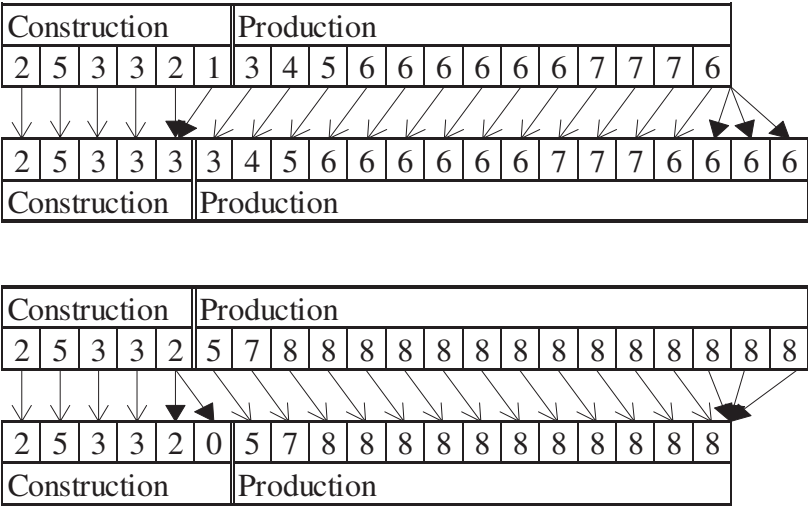 Construction Production
2 5 3 3 2 1 3 4 5 6 6 6 6 6 6 7 7 7 6
2 5 3 3 3 3 4 5 6 6 6 6 6 6 7 7 7 6 6 6 6
Construction Production
Construction Production
2 5 3 3 2 5 7 8 8 8 8 8 8 8 8 8 8 8 8 8 8
2 5 3 3 2 0 5 7 8 8 8 8 8 8 8 8 8 8 8
Construction Production